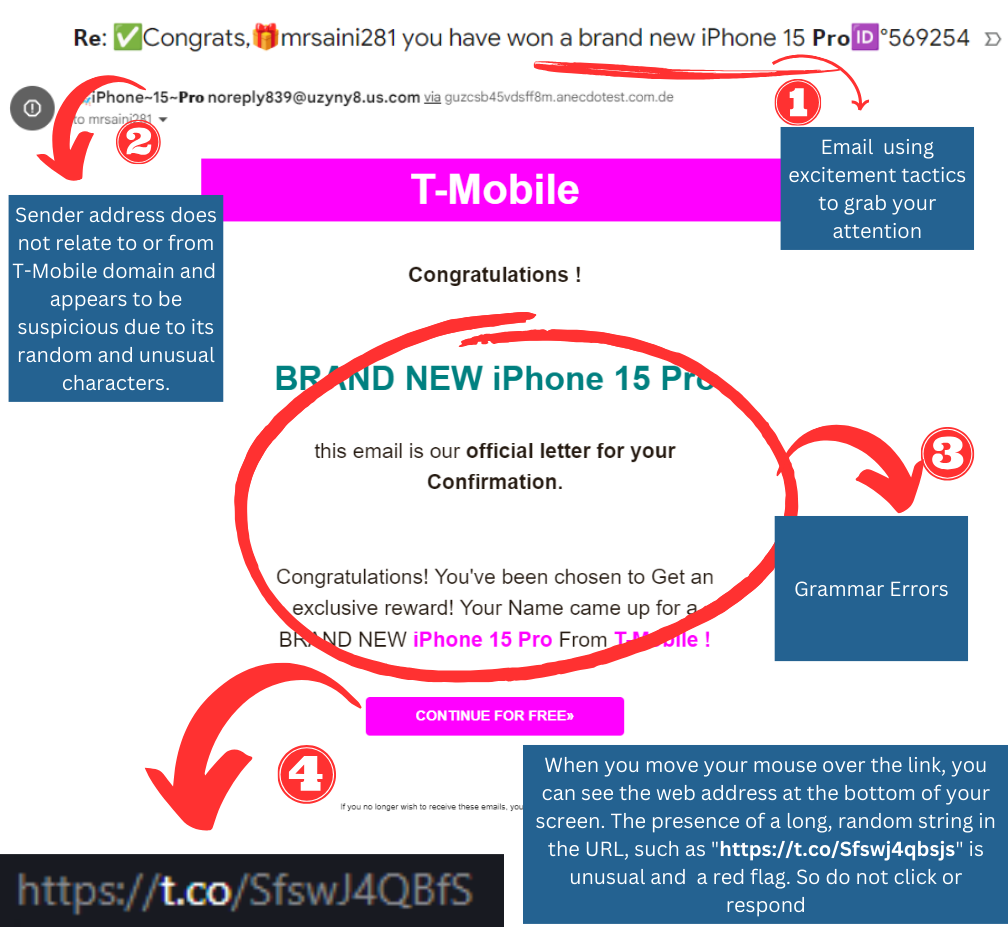 Re: ✅Congrats,🎁mrsaini281 you have won a brand new iPhone 15 Pro🆔°569254
iPhone~15~Pro noreply839@uzyny8.us.com via guzcsb45vdsff8m.anecdotest.com.de
to mrsaini281
1
2
Email using
excitement tactics
to grab your
attention
T-Mobile
Sender address does
not relate to or from
T-Mobile domain and
appears to be
suspicious due to its
random and unusual
characters.
Congratulations !
BRAND NEW iPhone 15 Pro
this email is our official letter for your
Confirmation.
3
Grammar Errors
Congratulations! You've been chosen to Get an
exclusive reward! Your Name came up for a
BRAND NEW iPhone 15 Pro From T-Mobile !
CONTINUE FOR FREE»
4
If you no longer wish to receive these emails, you
When you move your mouse over the link, you
can see the web address at the bottom of your
screen. The presence of a long, random string in
the URL, such as "https://t.co/Sfswj4qbsjs" is
unusual and a red flag. So do not click or
respond
https://t.co/SfswJ4QBfS